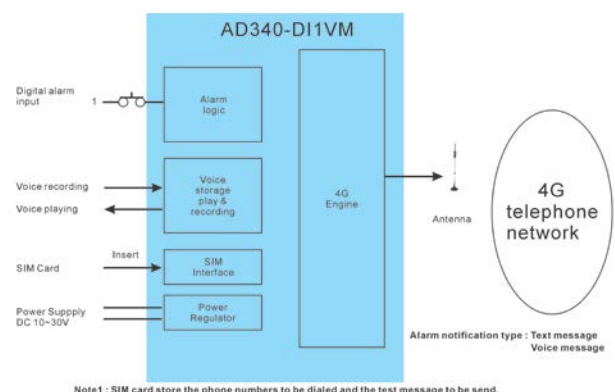 AD340-DI1VM
Digital alarm
input
1
Alarm
logic
Voice recording
Voice playing
Voice
storage
play &
recording
4G
Engine
Antenna
4G
telephone
network
SIM Card
Insert
SIM
Interface
Power Suppply
DC 10~30V
Power
Regulator
Alarm notification type : Text message
Voice message
Note1 : SIM card store the phone numbers to be dialed and the test message to be send.